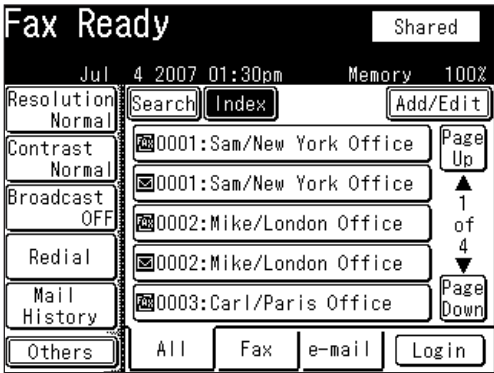 Fax Ready
Shared
Jul 4 2007 01:30pm Memory 100%
Resolution
Normal
Search Index Add/Edit
Contrast
Normal
FAX 0001:Sam/New York Office
Page
Up
0001:Sam/New York Office
Broadcast
OFF
FAX 0002:Mike/London Office
1
of
4
Redial
0002:Mike/London Office
Mail
History
FAX 0003:Carl/Paris Office
Page
Down
Others
All Fax e-mail Login